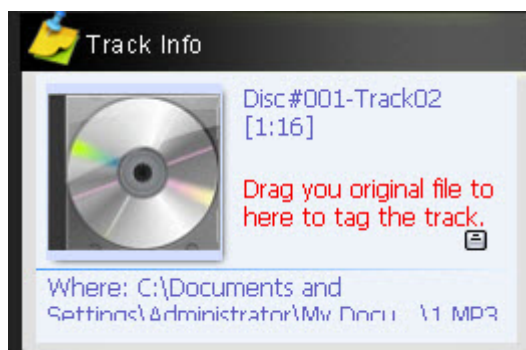 Track Info
Disc#001-Track02
[1:16]
Drag you original file to
here to tag the track.
Where: C:\Documents and
Settings\Administrator\My Docu...\1 MP3